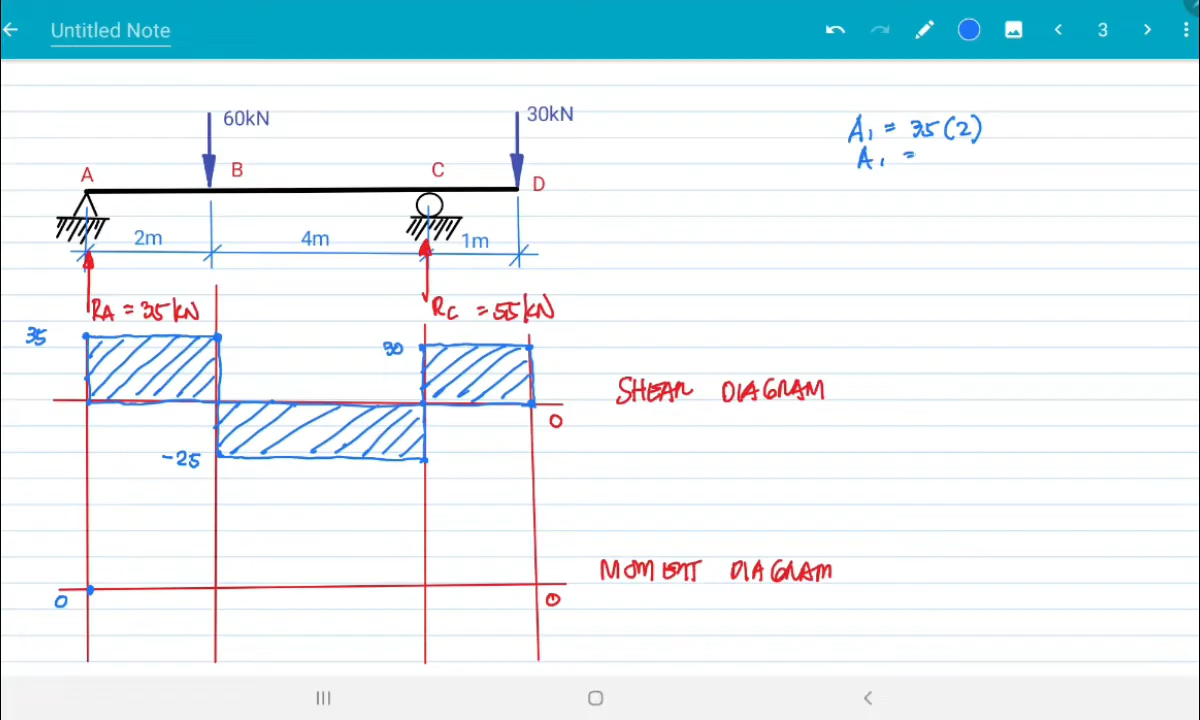 Untitled Note
3
60kN
30kN
A₁ = 35(2)
A₁ =
A
B
C
D
2m
4m
1m
RA = 35kN
RC = 55kN
35
30
SHEAR DIAGRAM
0
-25
MOMENT DIAGRAM
0
0